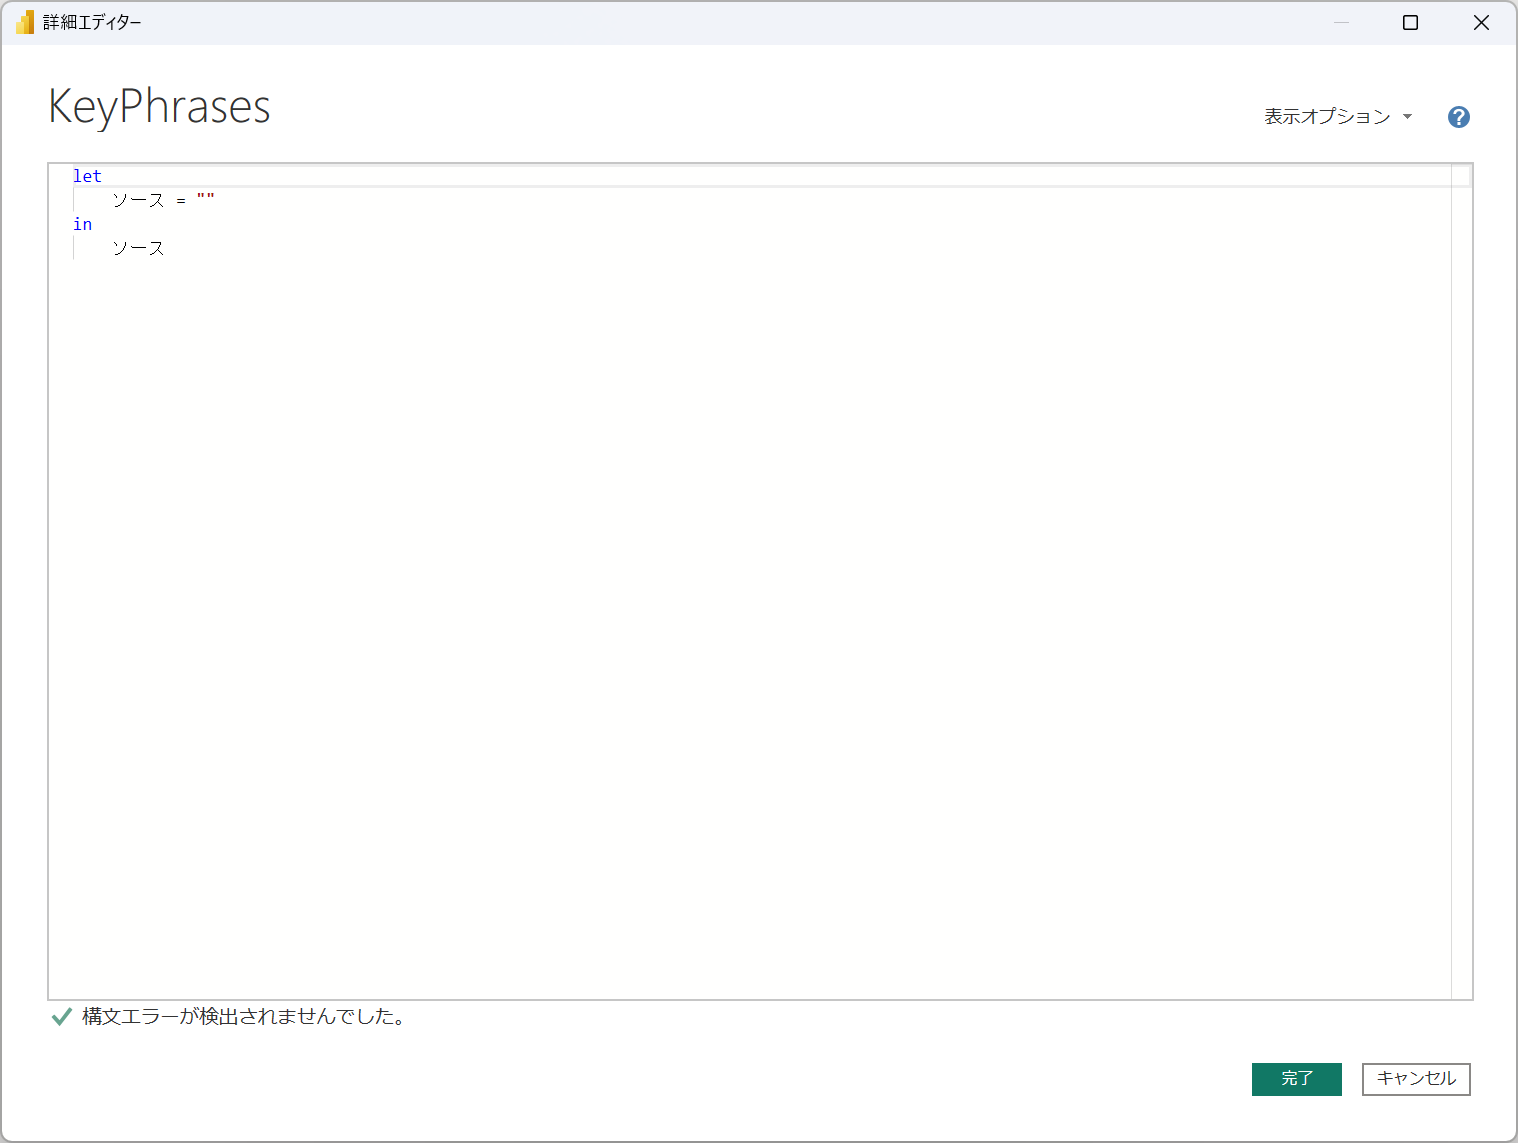 詳細エディター
KeyPhrases
表示オプション
?
let
    ソース = ""
in
    ソース
構文エラーが検出されませんでした。
完了
キャンセル